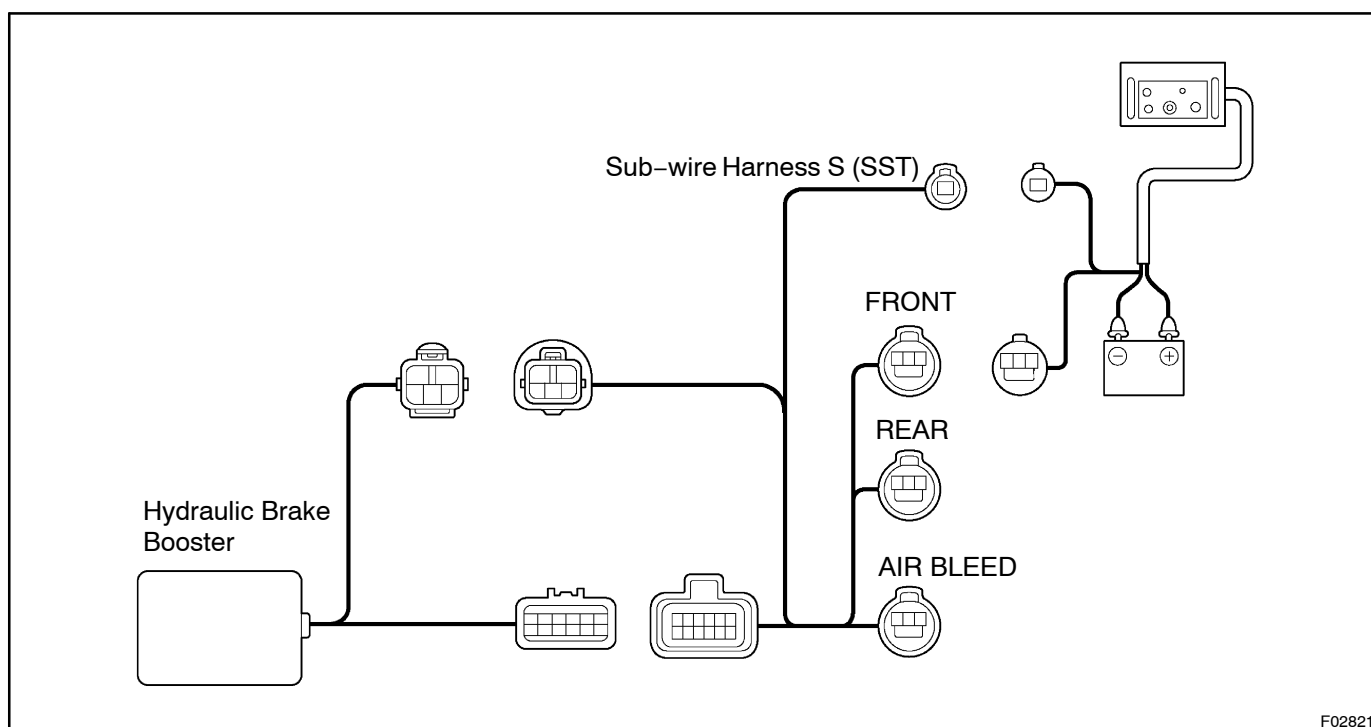 Sub-wire Harness S (SST)
FRONT
REAR
Hydraulic Brake
Booster
AIR BLEED
− +
F02821